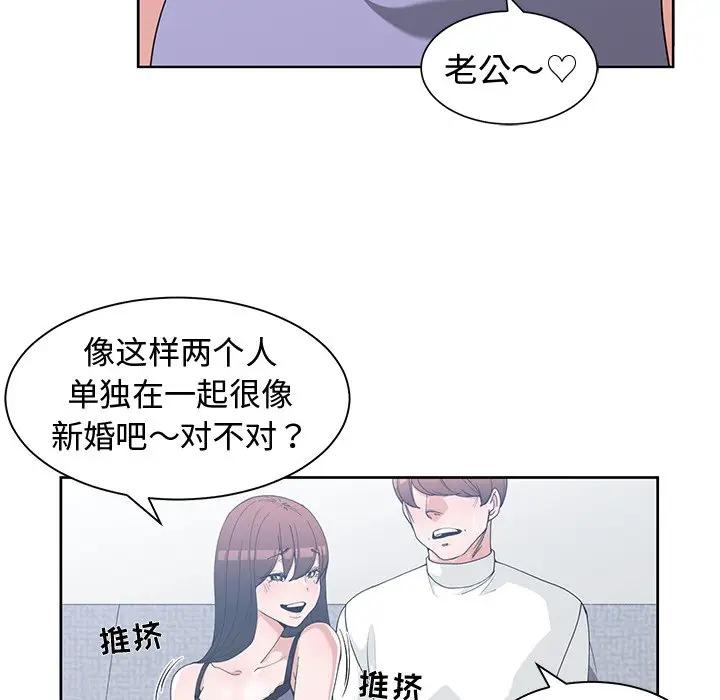 老公～♡
像这样两个人
单独在一起很像
新婚吧～对不对？
推挤
推挤